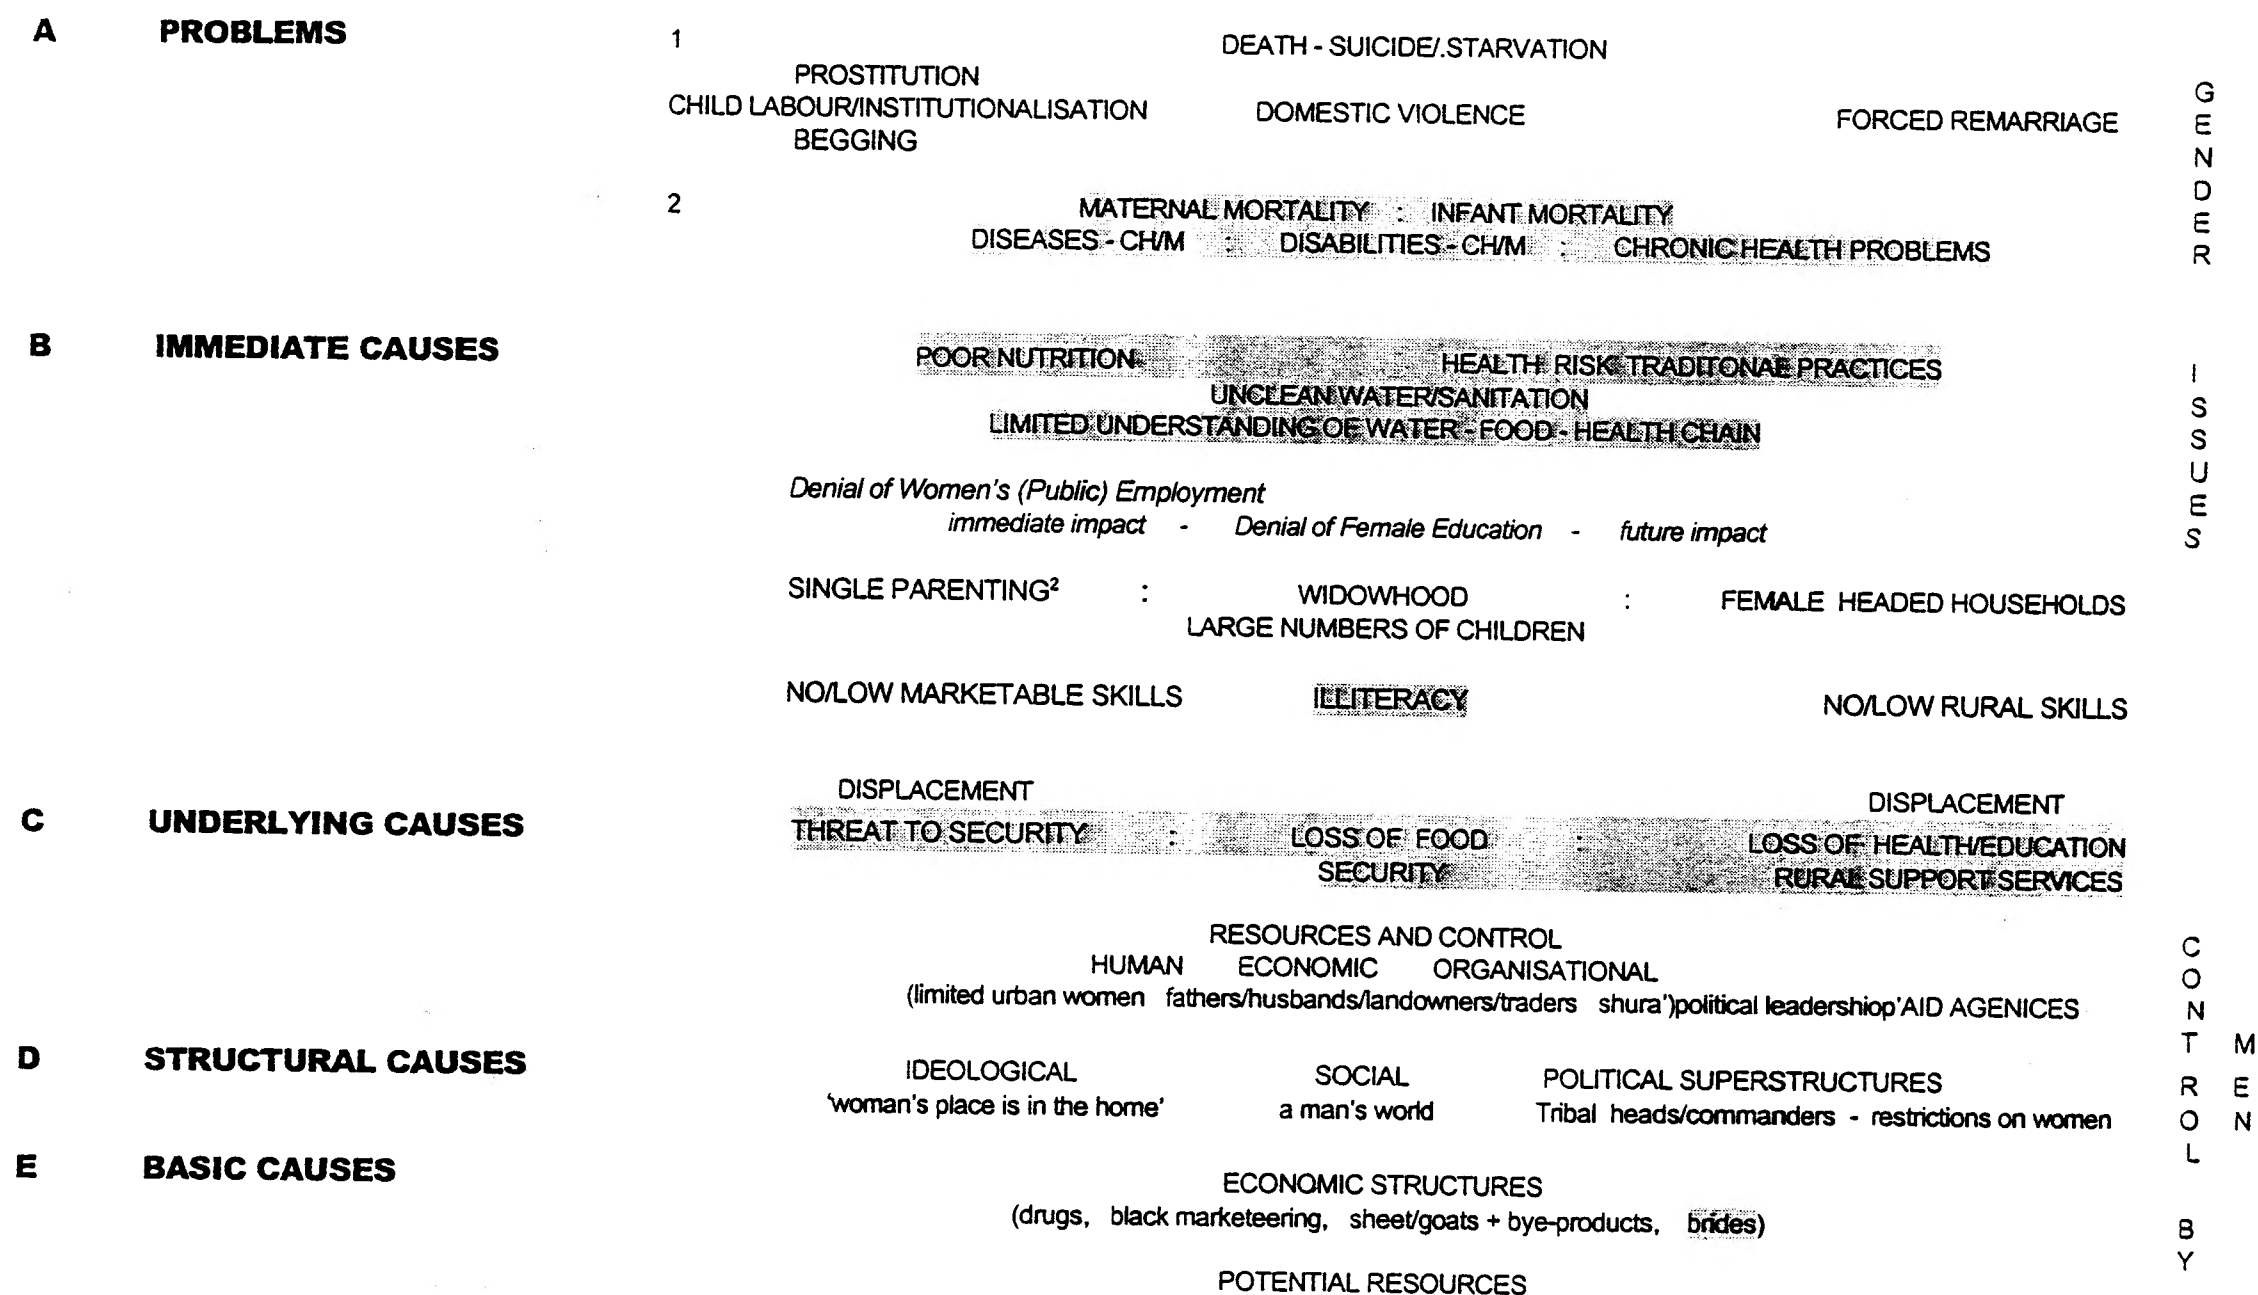 A PROBLEMS
1 DEATH - SUICIDE/.STARVATION
PROSTITUTION
CHILD LABOUR/INSTITUTIONALISATION DOMESTIC VIOLENCE FORCED REMARRIAGE
BEGGING
2 MATERNAL MORTALITY : INFANT MORTALITY
DISEASES - CH/M : DISABILITIES - CH/M : CHRONIC HEALTH PROBLEMS
B IMMEDIATE CAUSES
POOR NUTRITION HEALTH RISK TRADITONAL PRACTICES
UNCLEAN WATER/SANITATION
LIMITED UNDERSTANDING OF WATER - FOOD - HEALTH CHAIN
Denial of Women's (Public) Employment
immediate impact - Denial of Female Education - future impact
SINGLE PARENTING² : WIDOWHOOD : FEMALE HEADED HOUSEHOLDS
LARGE NUMBERS OF CHILDREN
NO/LOW MARKETABLE SKILLS ILLITERACY NO/LOW RURAL SKILLS
DISPLACEMENT DISPLACEMENT
C UNDERLYING CAUSES
THREAT TO SECURITY : LOSS OF FOOD : LOSS OF HEALTH/EDUCATION
SECURITY RURAL SUPPORT SERVICES
RESOURCES AND CONTROL
HUMAN ECONOMIC ORGANISATIONAL
(limited urban women fathers/husbands/landowners/traders shura')political leadershiop'AID AGENICES
D STRUCTURAL CAUSES
IDEOLOGICAL SOCIAL POLITICAL SUPERSTRUCTURES
'woman's place is in the home' a man's world Tribal heads/commanders - restrictions on women
E BASIC CAUSES
ECONOMIC STRUCTURES
(drugs, black marketeering, sheet/goats + bye-products, brides)
POTENTIAL RESOURCES
GENDER
ISSUES
CONTROL
BY
MEN